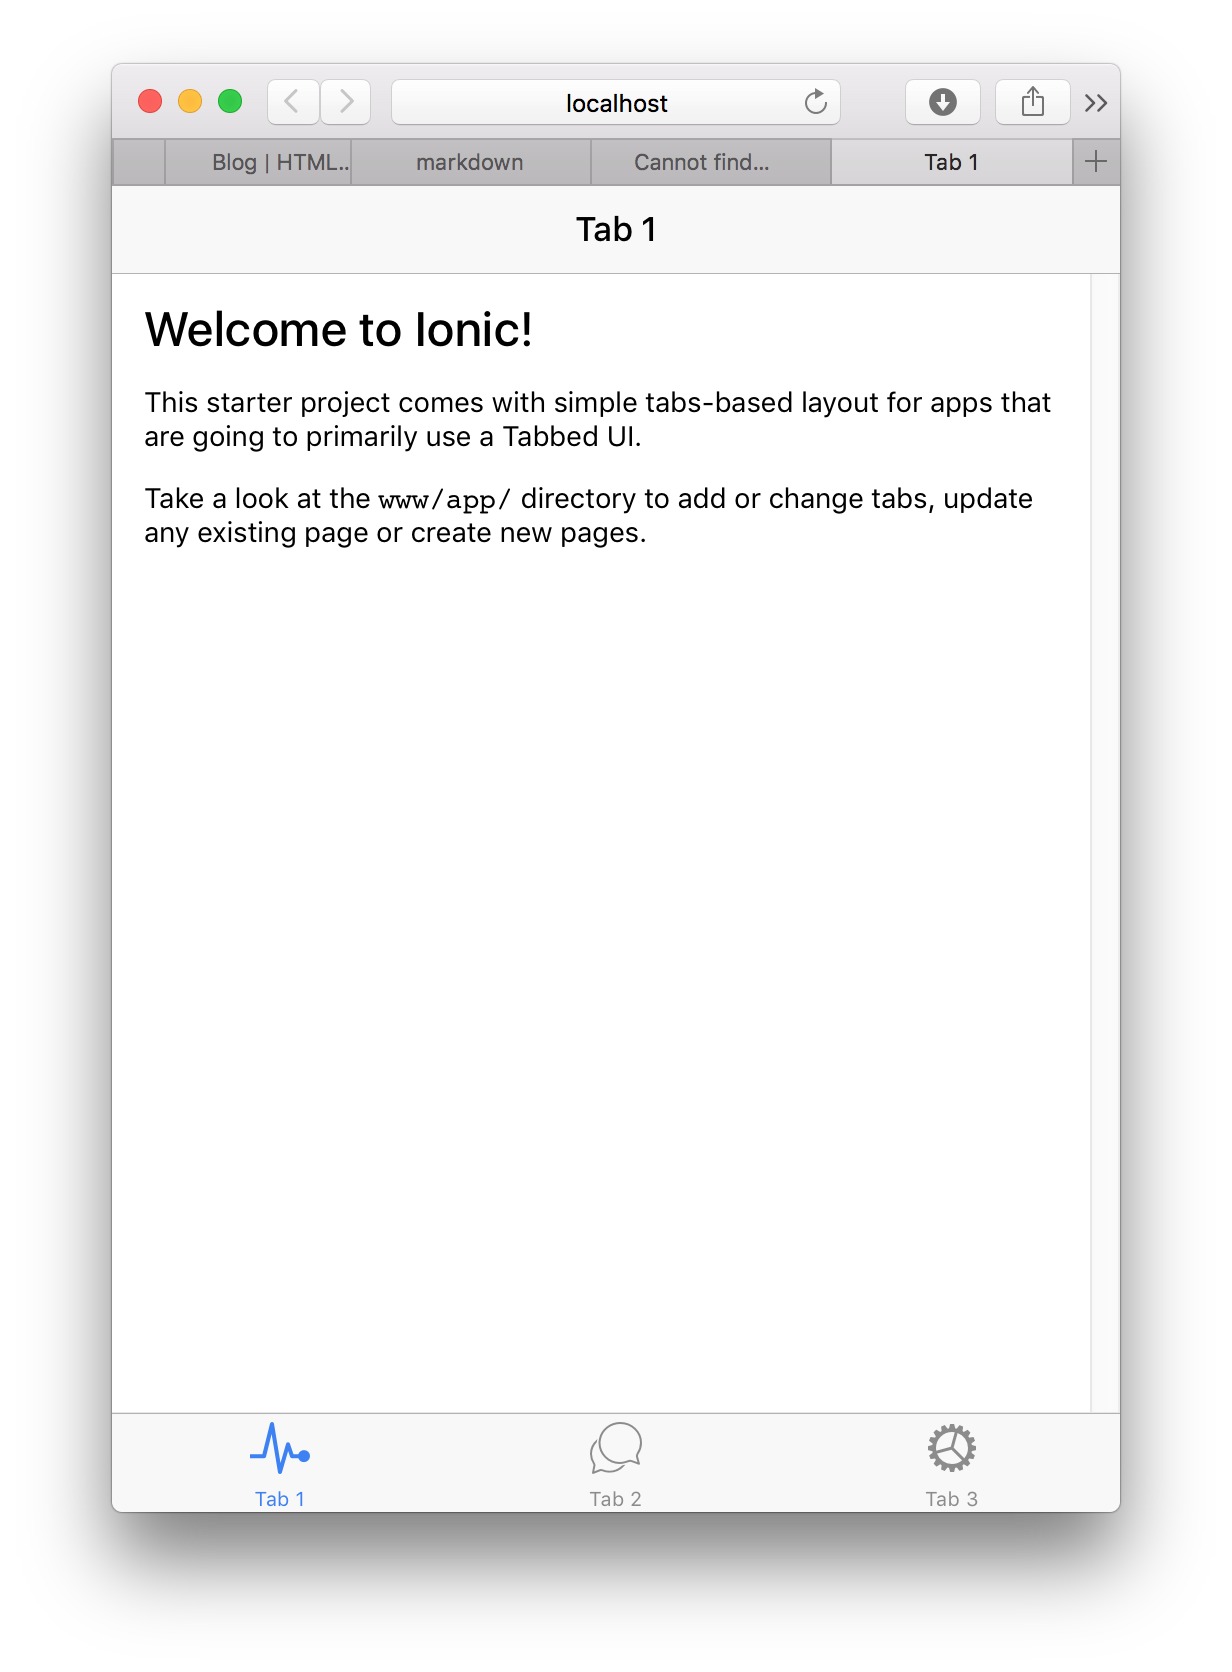 localhost
Blog | HTML..
markdown
Cannot find...
Tab 1
Tab 1
Welcome to Ionic!
This starter project comes with simple tabs-based layout for apps that
are going to primarily use a Tabbed UI.
Take a look at the www/app/ directory to add or change tabs, update
any existing page or create new pages.
Tab 1
Tab 2
Tab 3